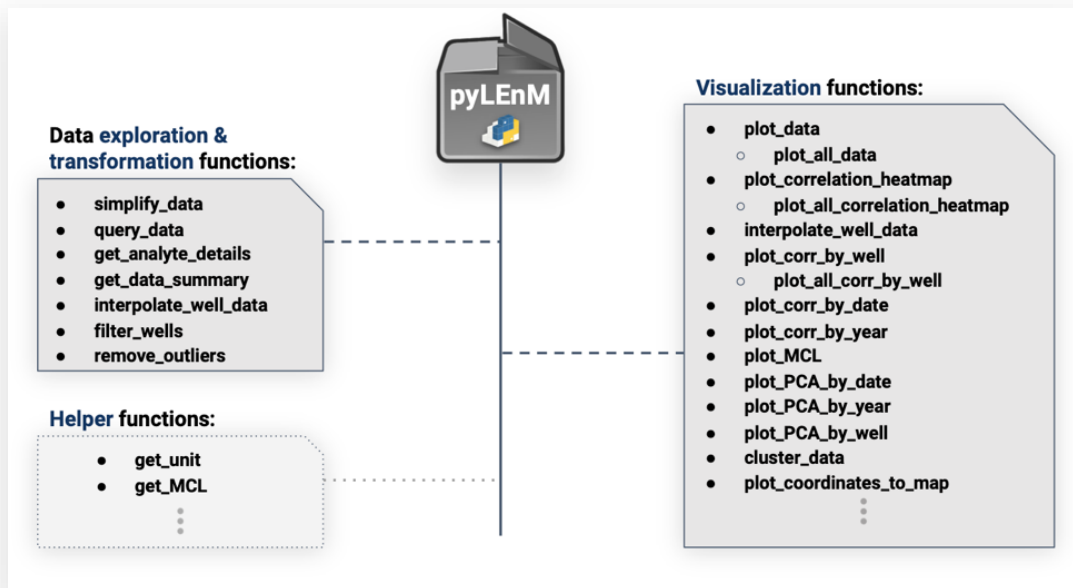 pyLEnM
Data exploration &
transformation functions:
● simplify_data
● query_data
● get_analyte_details
● get_data_summary
● interpolate_well_data
● filter_wells
● remove_outliers
Helper functions:
● get_unit
● get_MCL
Visualization functions:
● plot_data
○ plot_all_data
● plot_correlation_heatmap
○ plot_all_correlation_heatmap
● interpolate_well_data
● plot_corr_by_well
○ plot_all_corr_by_well
● plot_corr_by_date
● plot_corr_by_year
● plot_MCL
● plot_PCA_by_date
● plot_PCA_by_year
● plot_PCA_by_well
● cluster_data
● plot_coordinates_to_map